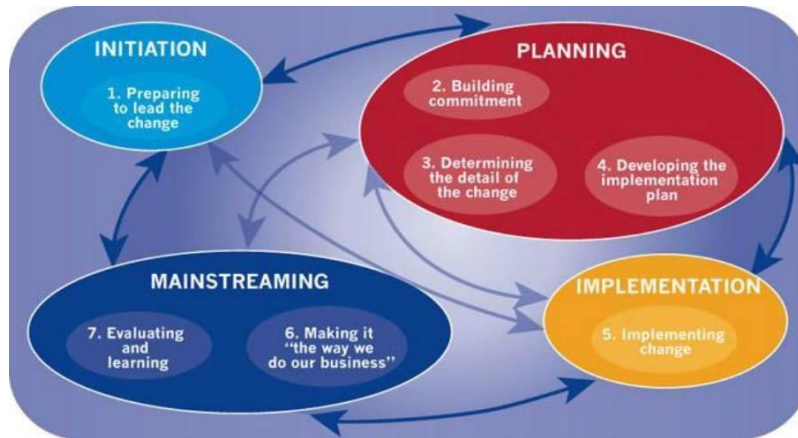 INITIATION
1. Preparing
to lead the
change
PLANNING
2. Building
commitment
3. Determining
the detail of
the change
4. Developing the
implementation
plan
MAINSTREAMING
7. Evaluating
and
learning
6. Making it
“the way we
do our business”
IMPLEMENTATION
5. Implementing
change